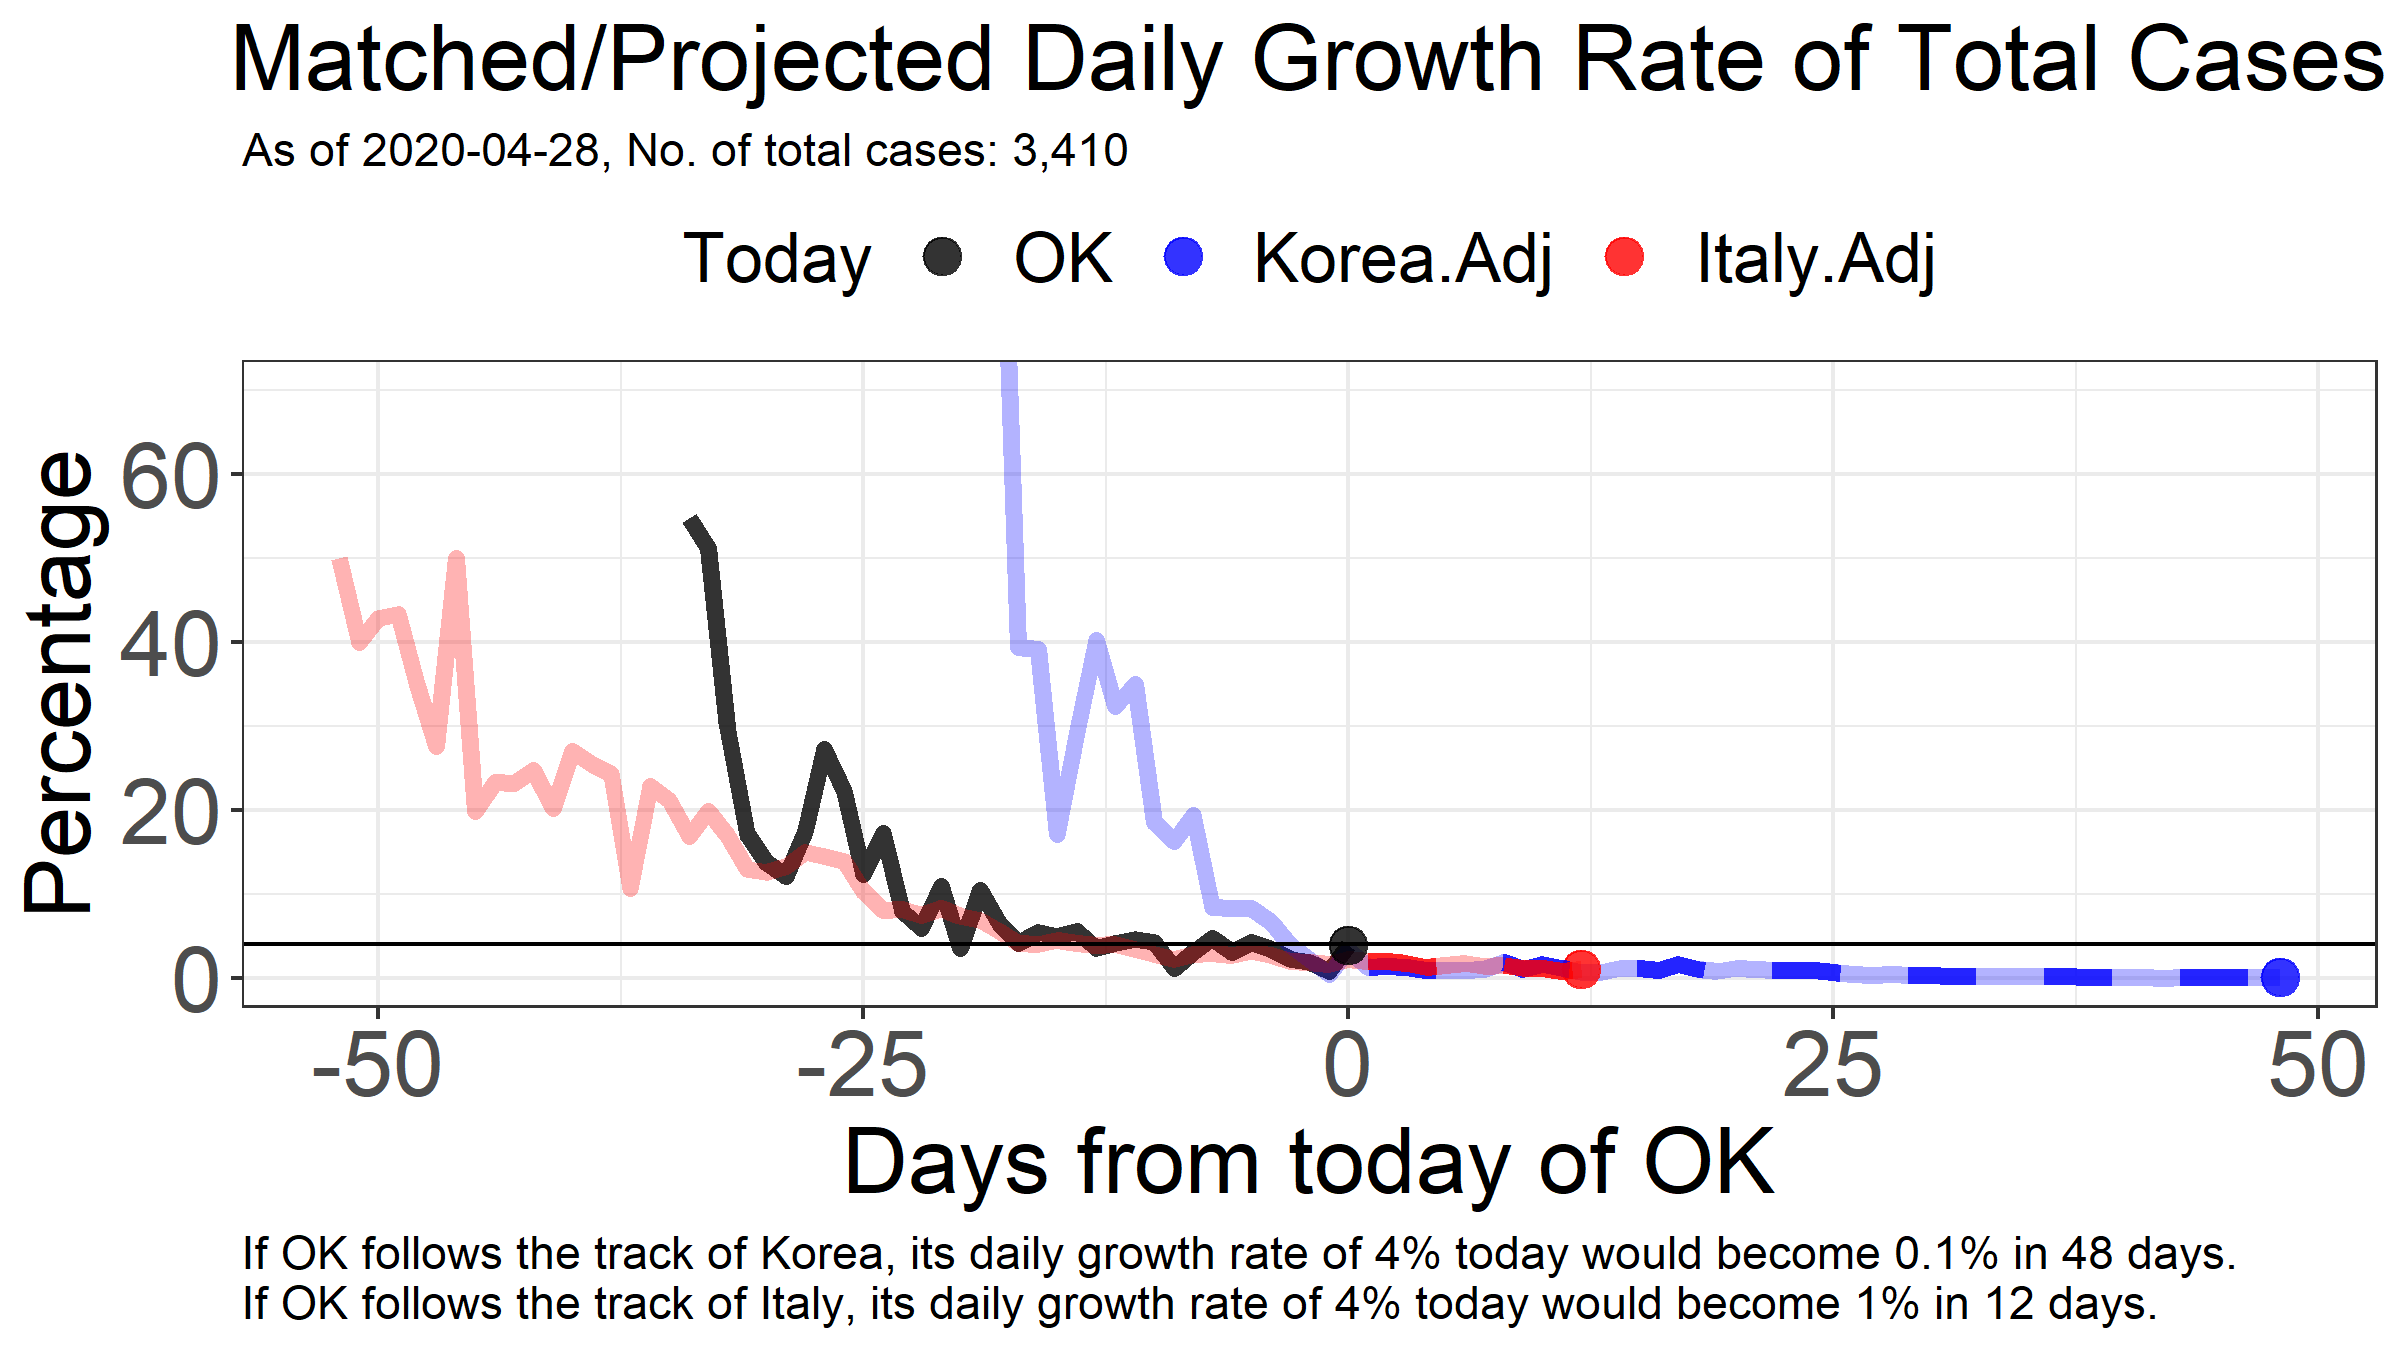 Matched/Projected Daily Growth Rate of Total Cases
As of 2020-04-28, No. of total cases: 3,410
Today OK Korea.Adj Italy.Adj
Percentage
60
40
20
0
-50 -25 0 25 50
Days from today of OK
If OK follows the track of Korea, its daily growth rate of 4% today would become 0.1% in 48 days.
If OK follows the track of Italy, its daily growth rate of 4% today would become 1% in 12 days.